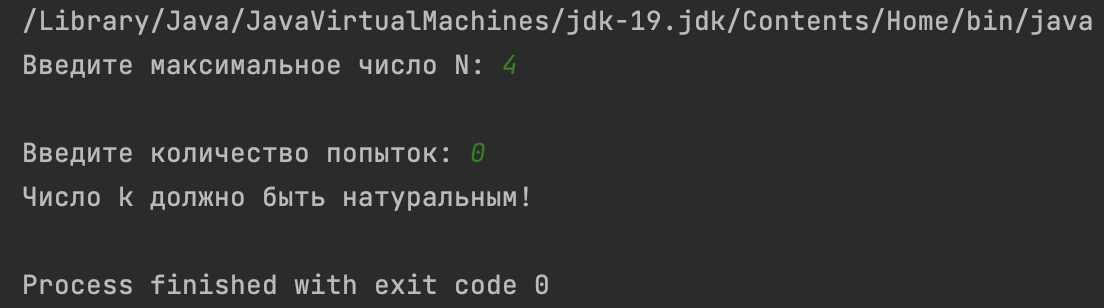 /Library/Java/JavaVirtualMachines/jdk-19.jdk/Contents/Home/bin/java
Введите максимальное число N: 4
Введите количество попыток: 0
Число k должно быть натуральным!
Process finished with exit code 0